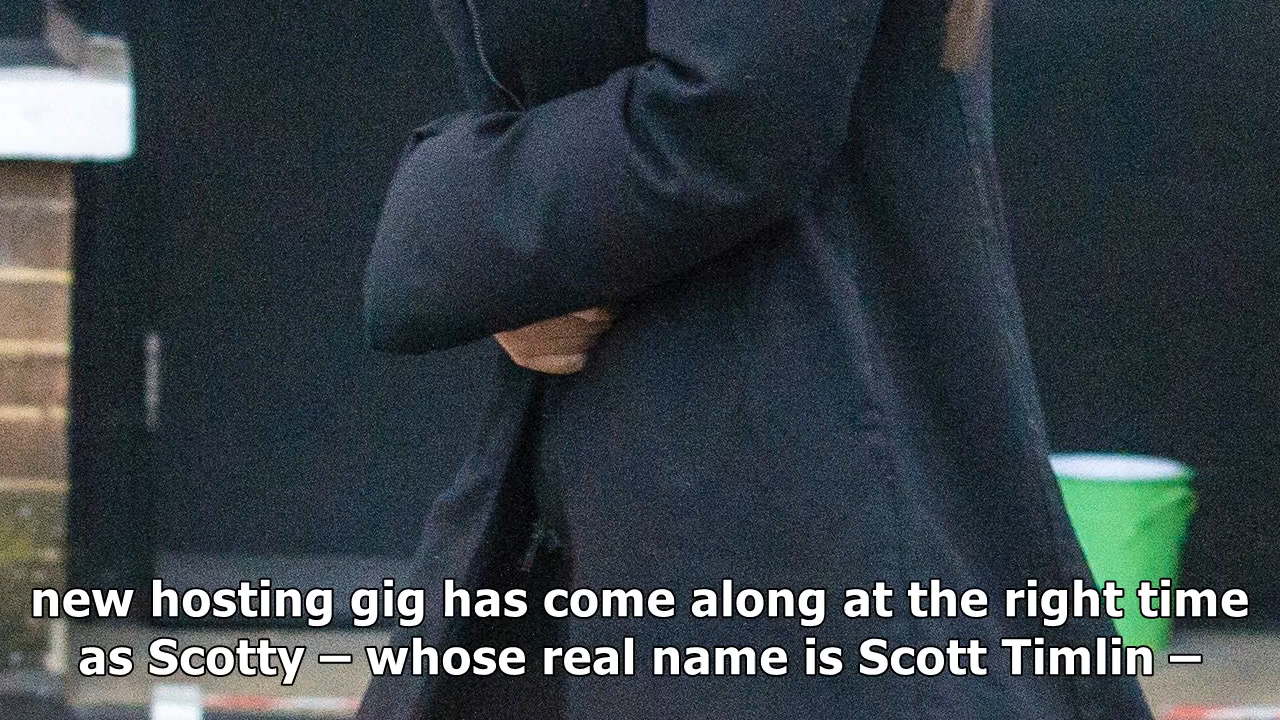 new hosting gig has come along at the right time
as Scotty – whose real name is Scott Timlin –